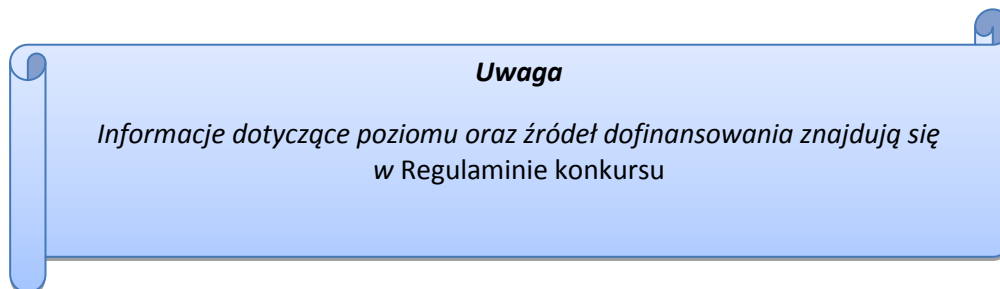 Uwaga
Informacje dotyczące poziomu oraz źródeł dofinansowania znajdują się
w Regulaminie konkursu